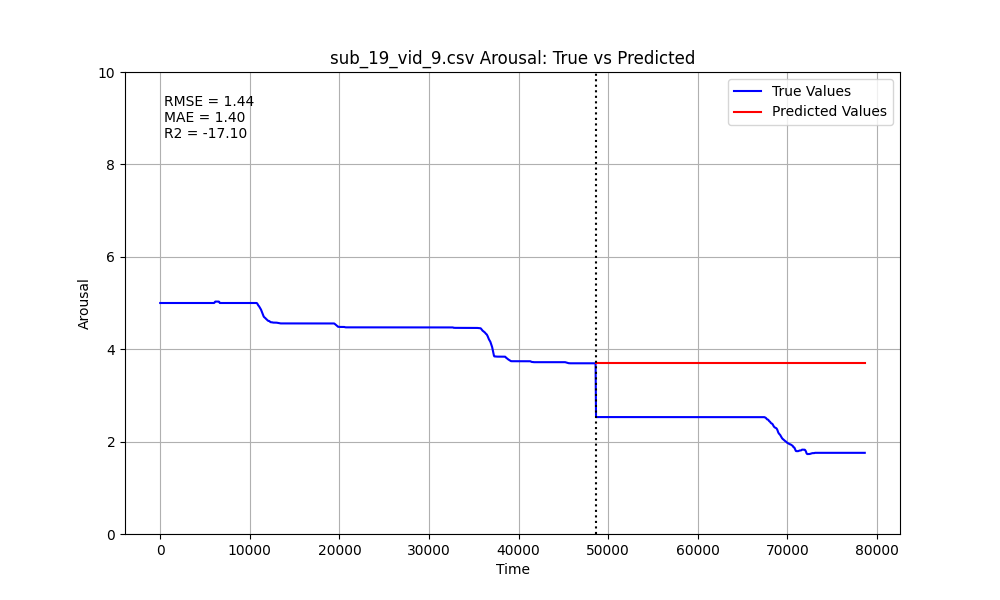 sub_19_vid_9.csv Arousal: True vs Predicted
10
8
6
4
2
0
Arousal
RMSE = 1.44
MAE = 1.40
R2 = -17.10
True Values
Predicted Values
0 10000 20000 30000 40000 50000 60000 70000 80000
Time